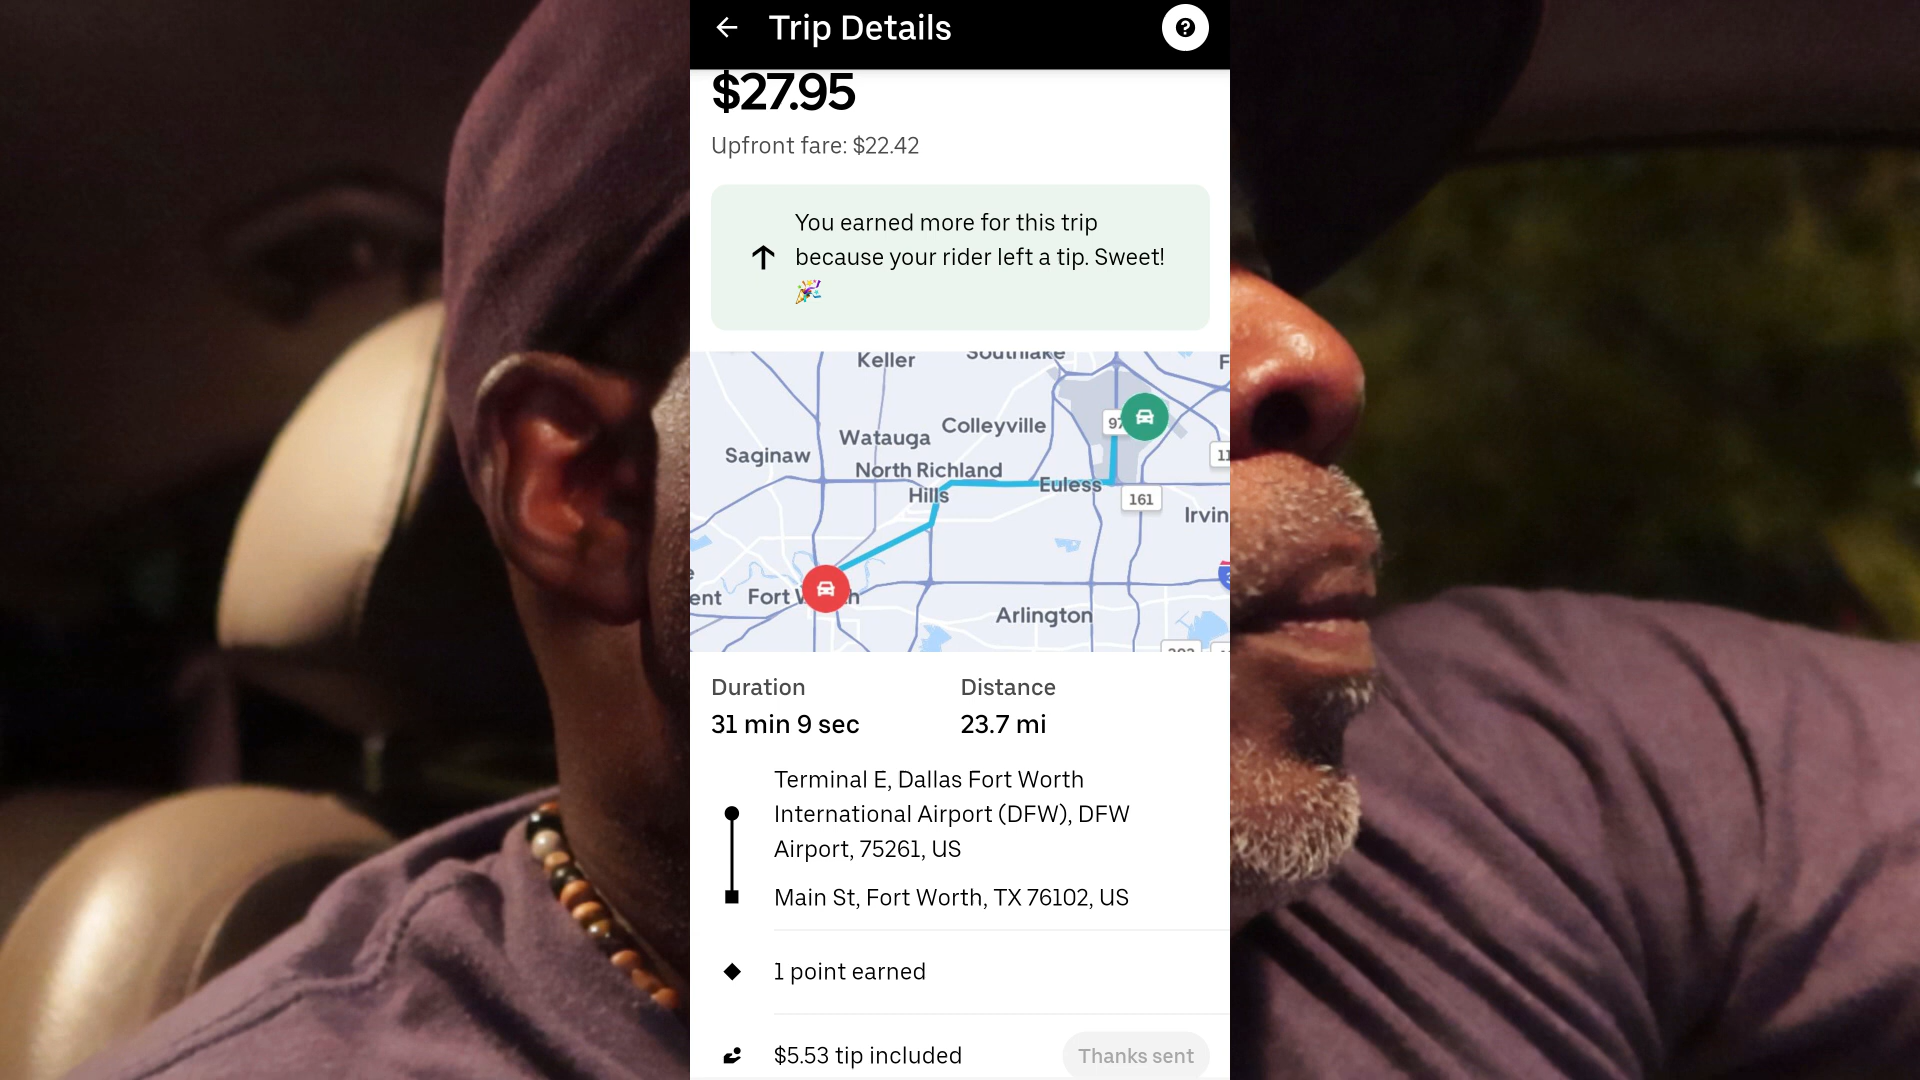 Trip Details
$27.95
Upfront fare: $22.42
You earned more for this trip
because your rider left a tip. Sweet!
Keller
Southlake
Colleyville
97
Watauga
Saginaw
North Richland
Hills
Euless
161
Fort
Arlington
Duration
Distance
31 min 9 sec
23.7 mi
Terminal E, Dallas Fort Worth
International Airport (DFW), DFW
Airport, 75261, US
Main St, Fort Worth, TX 76102, US
1 point earned
$5.53 tip included
Thanks sent